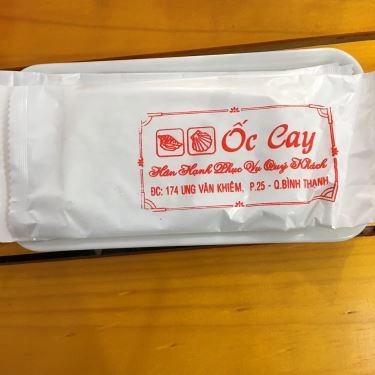 Ốc Cay
Hân Hạnh Phục Vụ Quý Khách
ĐC: 174 UNG VĂN KHIÊM, P.25 - Q.BÌNH THẠNH